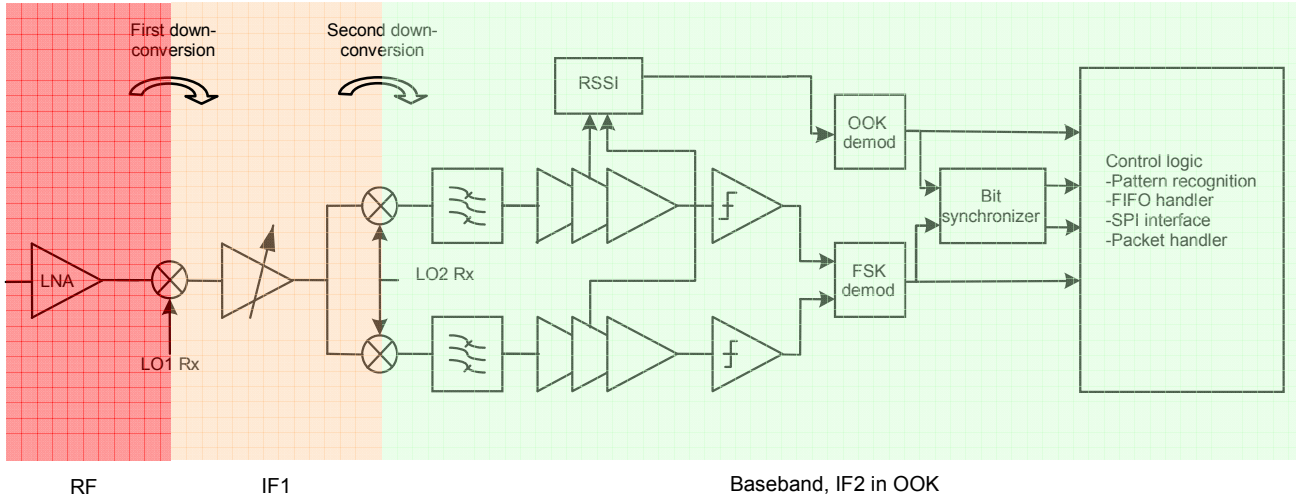 First down-
conversion
Second down-
conversion
RSSI
OOK
demod
Control logic
-Pattern recognition
-FIFO handler
-SPI interface
-Packet handler
Bit
synchronizer
LNA
LO2 Rx
FSK
demod
LO1 Rx
RF
IF1
Baseband, IF2 in OOK